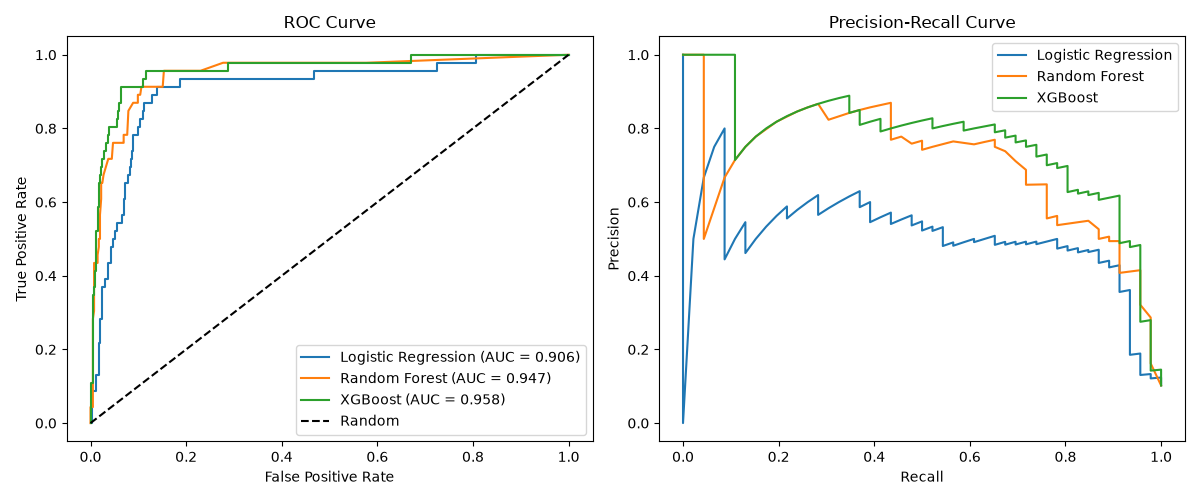 ROC Curve
True Positive Rate
1.0
0.8
0.6
0.4
0.2
0.0
Logistic Regression (AUC = 0.906)
Random Forest (AUC = 0.947)
XGBoost (AUC = 0.958)
Random
0.0 0.2 0.4 0.6 0.8 1.0
False Positive Rate
Precision-Recall Curve
Precision
1.0
0.8
0.6
0.4
0.2
0.0
Logistic Regression
Random Forest
XGBoost
0.0 0.2 0.4 0.6 0.8 1.0
Recall